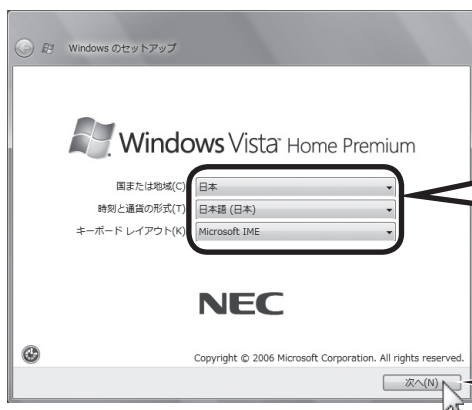 Windows のセットアップ
Windows Vista™ Home Premium
国または地域(C) 日本
時刻と通貨の形式(T) 日本語 (日本)
キーボード レイアウト(K) Microsoft IME
NEC
Copyright © 2006 Microsoft Corporation. All rights reserved.
次へ(N)